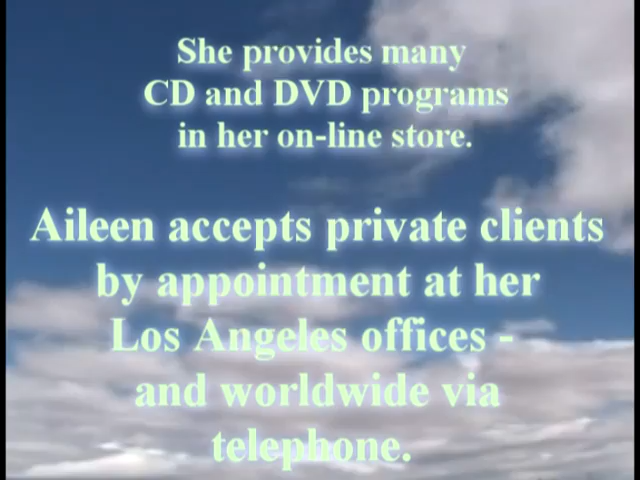 She provides many
CD and DVD programs
in her on-line store.
Aileen accepts private clients
by appointment at her
Los Angeles offices -
and worldwide via
telephone.